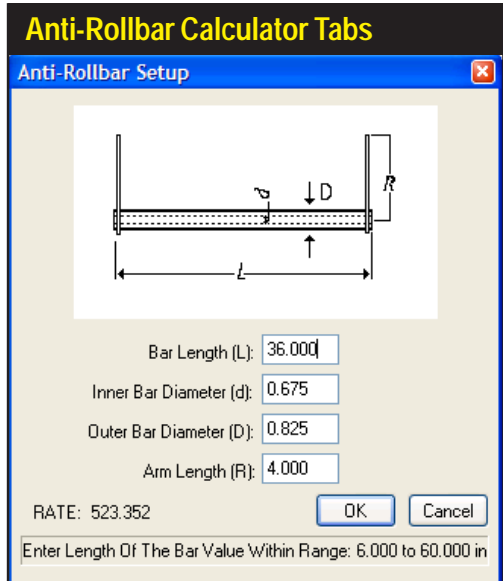 Anti-Rollbar Calculator Tabs
Anti-Rollbar Setup
d
D
R
L
Bar Length (L): 36.000
Inner Bar Diameter (d): 0.675
Outer Bar Diameter (D): 0.825
Arm Length (R): 4.000
RATE: 523.352 OK Cancel
Enter Length Of The Bar Value Within Range: 6.000 to 60.000 in